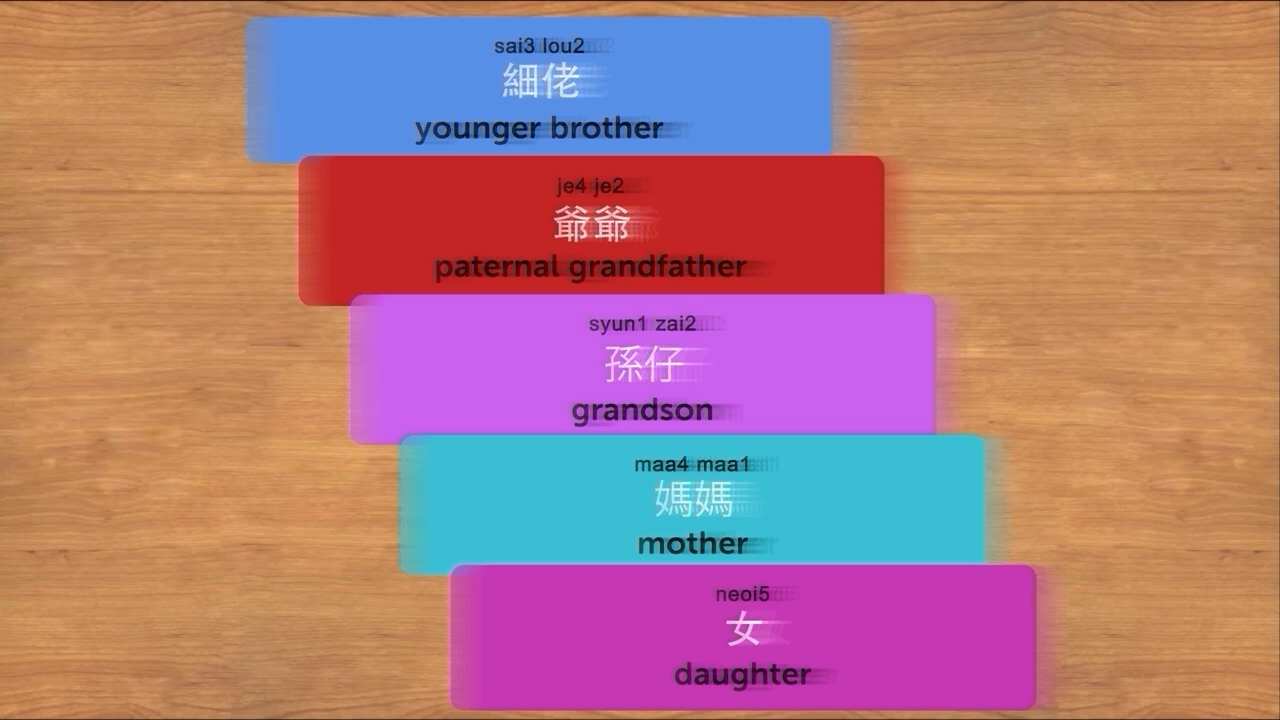 sai3 lou2
細佬
younger brother
je4 je2
爺爺
paternal grandfather
syun1 zai2
孫仔
grandson
maa4 maa1
媽媽
mother
neoi5
女
daughter